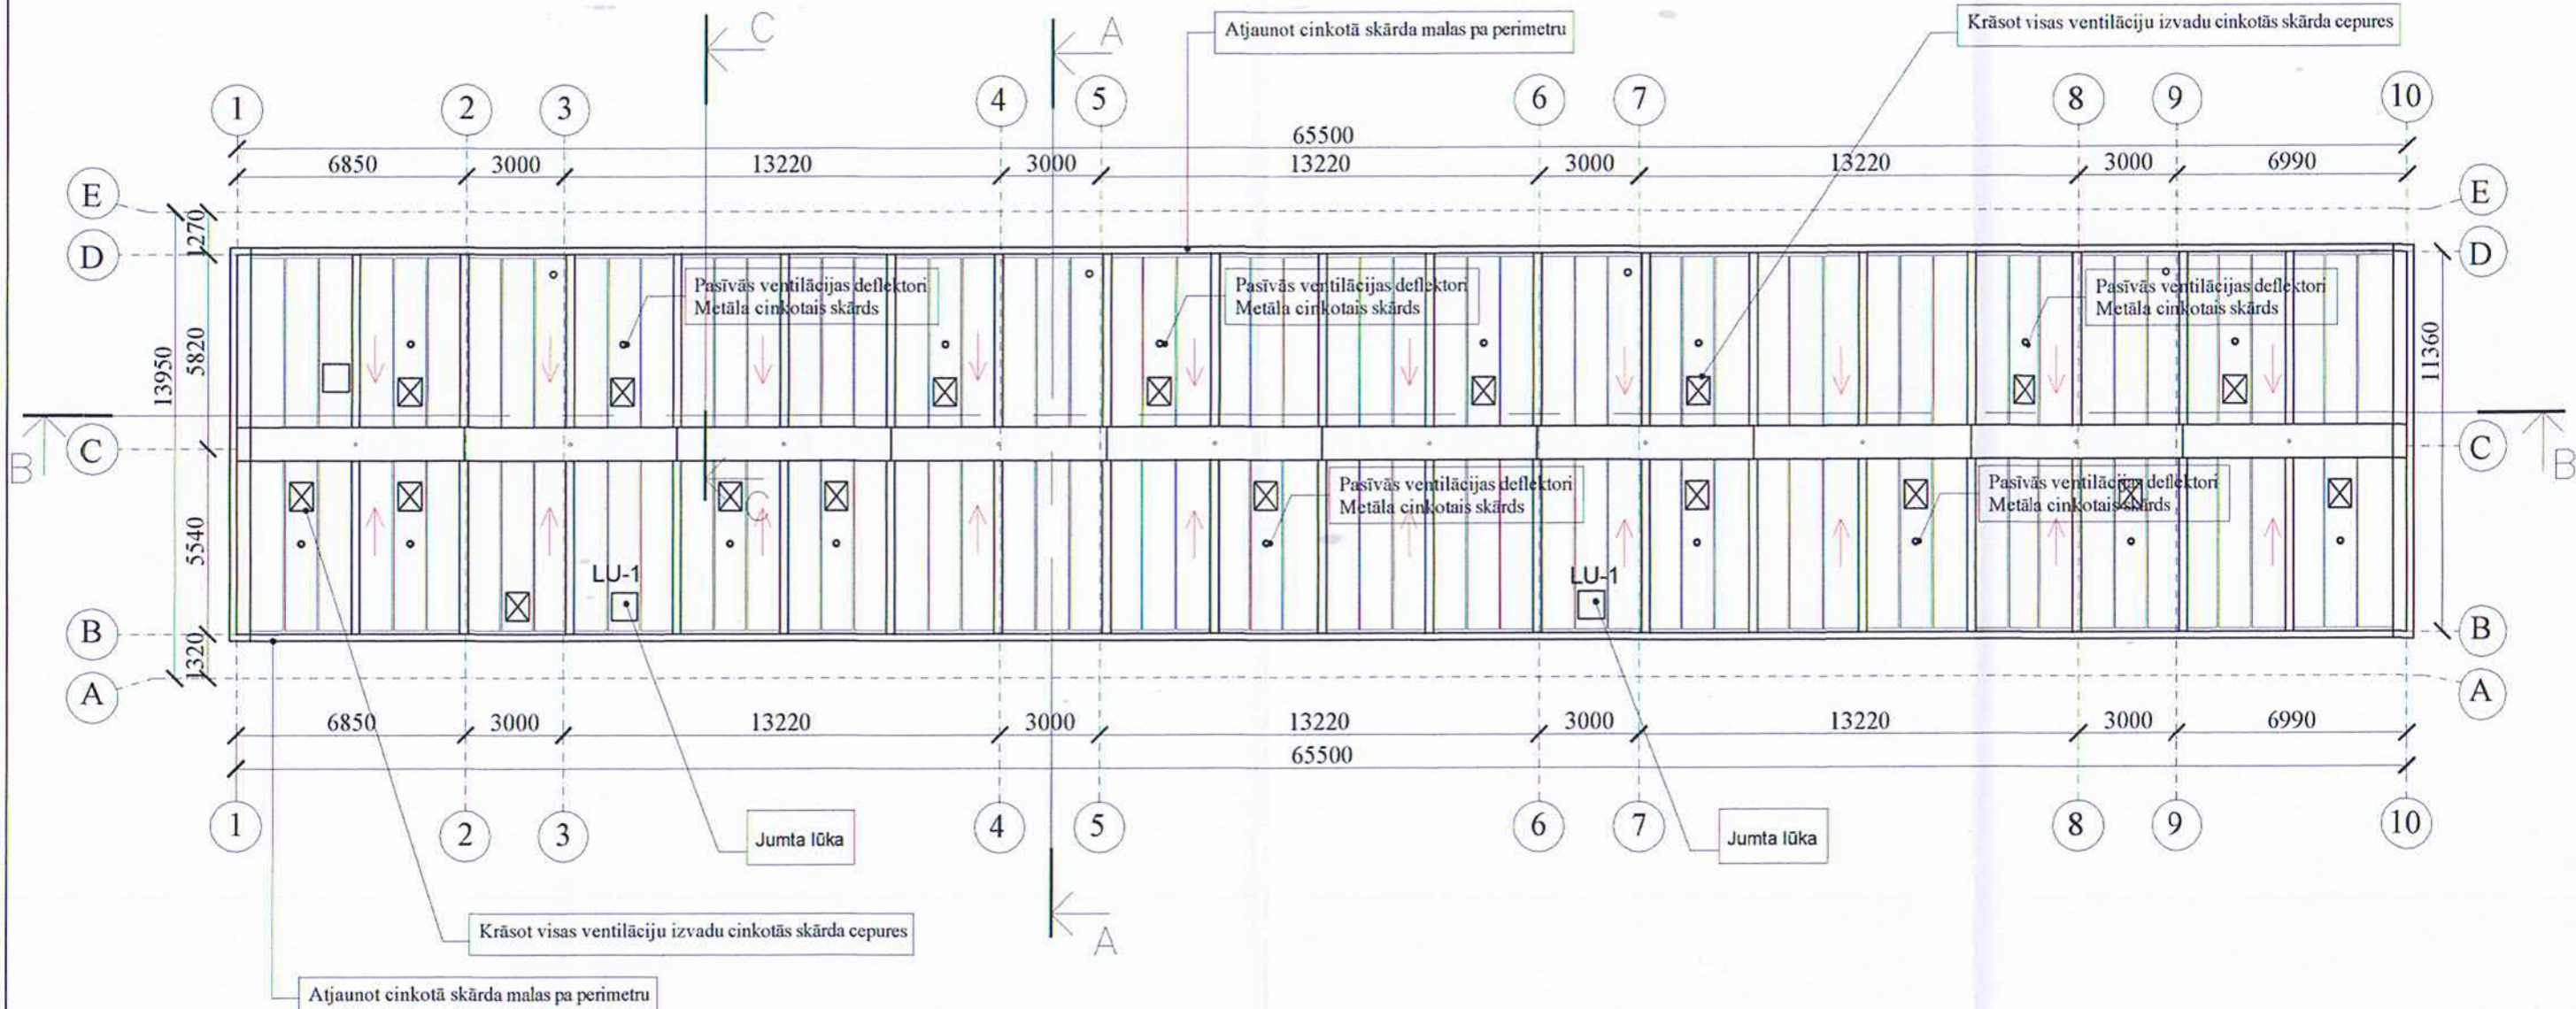 C
A
Atjaunot cinkotā skārda malas pa perimetru
Krāsot visas ventilāciju izvadu cinkotās skārda cepures
1 2 3 4 5 6 7 8 9 10
65500
6850 3000 13220 3000 13220 3000 13220 3000 6990
E E
1270
D D
Pasīvās ventilācijas deflektori
Metāla cinkotais skārds
Pasīvās ventilācijas deflektori
Metāla cinkotais skārds
Pasīvās ventilācijas deflektori
Metāla cinkotais skārds
13950
5820
11360
B C C B
C
Pasīvās ventilācijas deflektori
Metāla cinkotais skārds
Pasīvās ventilācijas deflektori
Metāla cinkotais skārds
5540
LU-1 LU-1
B B
1320
A A
6850 3000 13220 3000 13220 3000 13220 3000 6990
65500
1 2 3 4 5 6 7 8 9 10
Jumta lūka
Jumta lūka
Krāsot visas ventilāciju izvadu cinkotās skārda cepures
A
Atjaunot cinkotā skārda malas pa perimetru